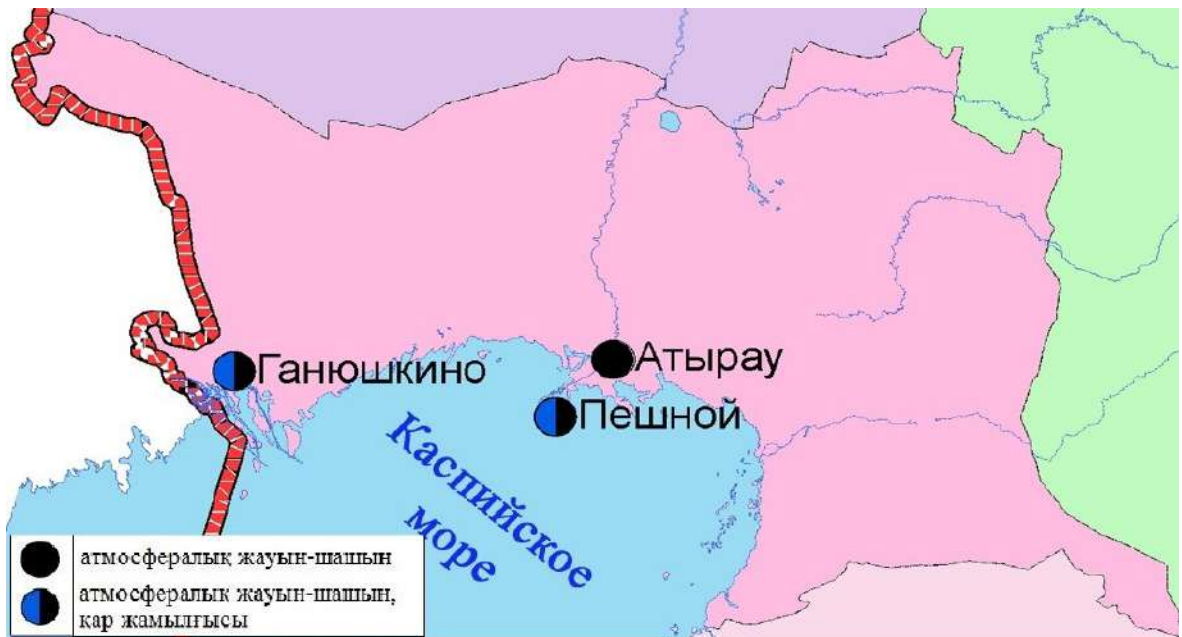 Ганюшкино
Атырау
Пешной
Каспийское
море
атмосфералық жауын-шашын
атмосфералық жауын-шашын,
қар жамылғысы